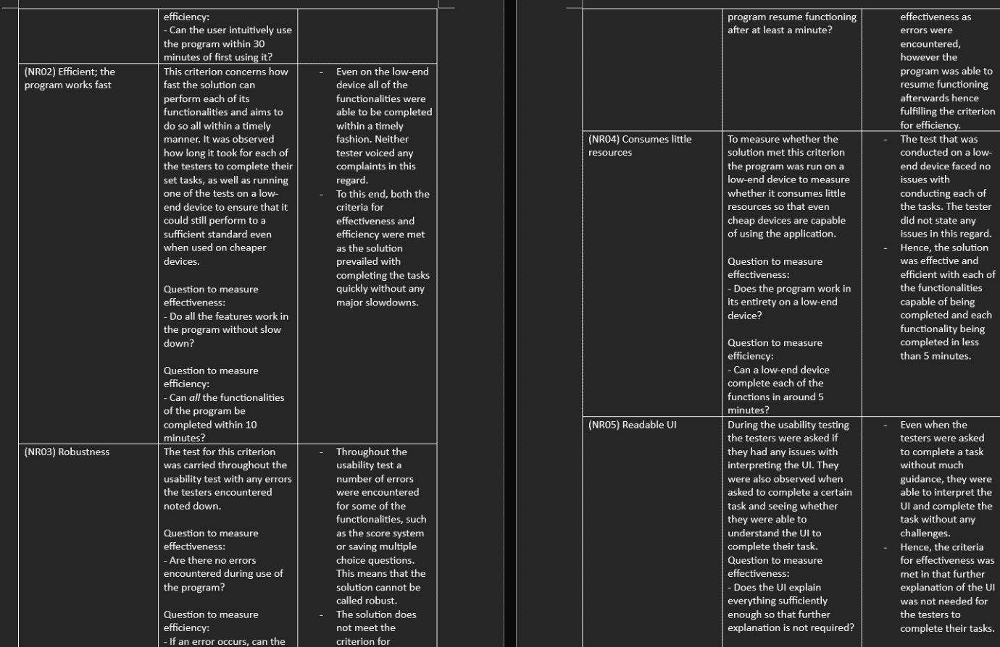 efficiency:
- Can the user intuitively use
the program within 30
minutes of first using it?
(NR02) Efficient; the
program works fast
This criterion concerns how
fast the solution can
perform each of its
functionalities and aims to
do so all within a timely
manner. It was observed
how long it took for each of
the testers to complete their
set tasks, as well as running
one of the tests on a low-
end device to ensure that it
could still perform to a
sufficient standard even
when used on cheaper
devices.
Question to measure
effectiveness:
- Do all the features work in
the program without slow
down?
Question to measure
efficiency:
- Can all the functionalities
of the program be
completed within 10
minutes?
- Even on the low-end
device all of the
functionalities were
able to be completed
within a timely
fashion. Neither
tester voiced any
complaints in this
regard.
- To this end, both the
criteria for
effectiveness and
efficiency were met
as the solution
prevailed with
completing the tasks
quickly without any
major slowdowns.
(NR03) Robustness
The test for this criterion
was carried throughout the
usability test with any errors
the testers encountered
noted down.
Question to measure
effectiveness:
- Are there no errors
encountered during use of
the program?
Question to measure
efficiency:
- If an error occurs, can the
- Throughout the
usability test a
number of errors
were encountered
for some of the
functionalities, such
as the score system
or saving multiple
choice questions.
This means that the
solution cannot be
called robust.
- The solution does
not meet the
criterion for
program resume functioning
after at least a minute?
effectiveness as
errors were
encountered,
however the
program was able to
resume functioning
afterwards hence
fulfilling the criterion
for efficiency.
(NR04) Consumes little
resources
To measure whether the
solution met this criterion
the program was run on a
low-end device to measure
whether it consumes little
resources so that even
cheap devices are capable
of using the application.
Question to measure
effectiveness:
- Does the program work in
its entirety on a low-end
device?
Question to measure
efficiency:
- Can a low-end device
complete each of the
functions in around 5
minutes?
- The test that was
conducted on a low-
end device faced no
issues with
conducting each of
the tasks. The tester
did not state any
issues in this regard.
- Hence, the solution
was effective and
efficient with each of
the functionalities
capable of being
completed and each
functionality being
completed in less
than 5 minutes.
(NR05) Readable UI
During the usability testing
the testers were asked if
they had any issues with
interpreting the UI. They
were also observed when
asked to complete a certain
task and seeing whether
they were able to
understand the UI to
complete their task.
Question to measure
effectiveness:
- Does the UI explain
everything sufficiently
enough so that further
explanation is not required?
- Even when the
testers were asked
to complete a task
without much
guidance, they were
able to interpret the
UI and complete the
task without any
challenges.
- Hence, the criteria
for effectiveness was
met in that further
explanation of the UI
was not needed for
the testers to
complete their tasks.